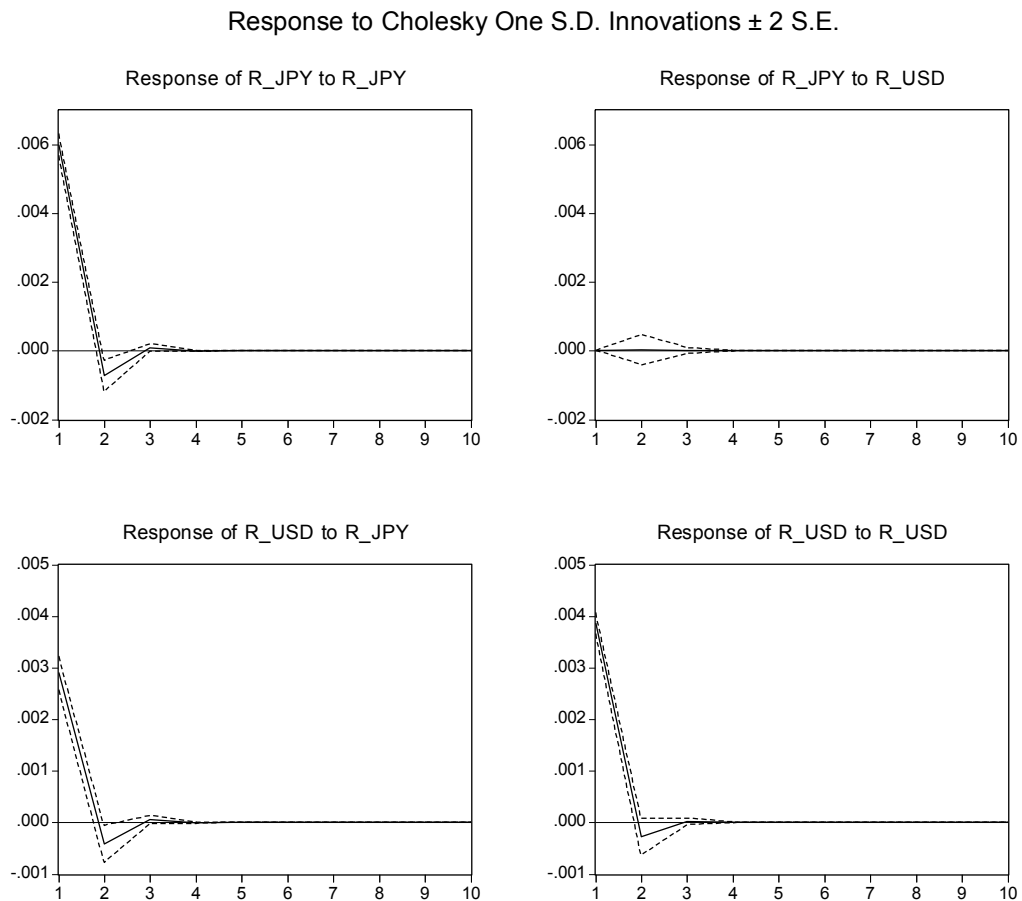 Response to Cholesky One S.D. Innovations ± 2 S.E.
Response of R_JPY to R_JPY
.006
.004
.002
.000
-.002
1 2 3 4 5 6 7 8 9 10
Response of R_JPY to R_USD
.006
.004
.002
.000
-.002
1 2 3 4 5 6 7 8 9 10
Response of R_USD to R_JPY
.005
.004
.003
.002
.001
.000
-.001
1 2 3 4 5 6 7 8 9 10
Response of R_USD to R_USD
.005
.004
.003
.002
.001
.000
-.001
1 2 3 4 5 6 7 8 9 10